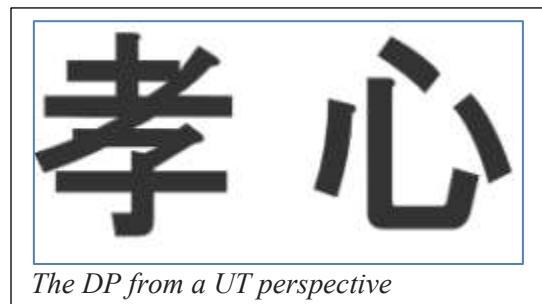 孝心
The DP from a UT perspective